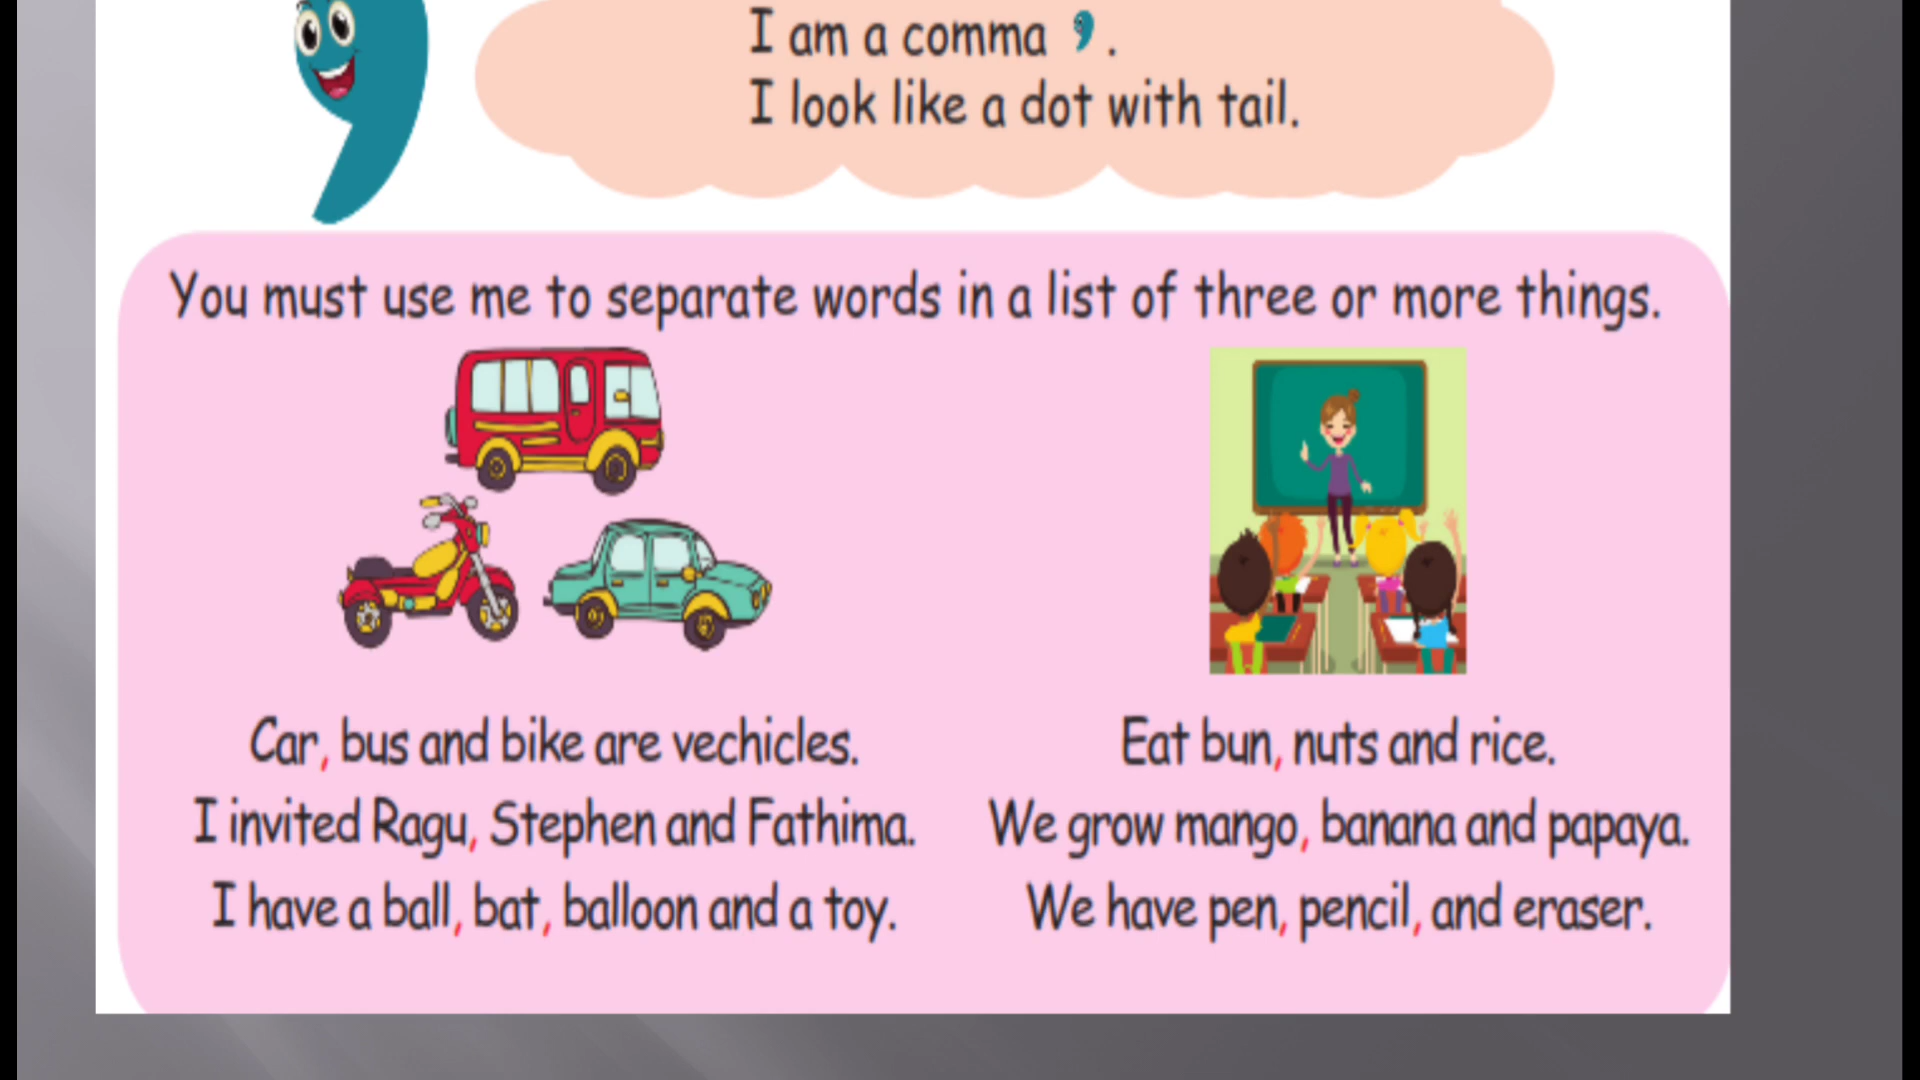 I am a comma , .
I look like a dot with tail.
You must use me to separate words in a list of three or more things.
Car, bus and bike are vechicles.
I invited Ragu, Stephen and Fathima.
I have a ball, bat, balloon and a toy.
Eat bun, nuts and rice.
We grow mango, banana and papaya.
We have pen, pencil, and eraser.